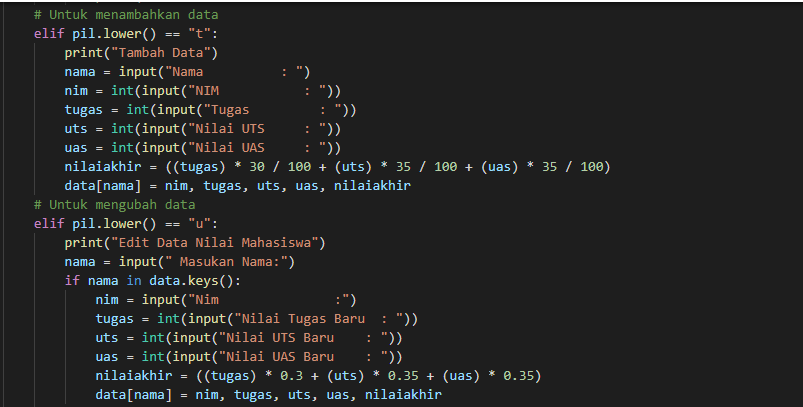 # Untuk menambahkan data
elif pil.lower() == "t":
    print("Tambah Data")
    nama = input("Nama          : ")
    nim = int(input("NIM           : "))
    tugas = int(input("Tugas         : "))
    uts = int(input("Nilai UTS     : "))
    uas = int(input("Nilai UAS     : "))
    nilaiakhir = ((tugas) * 30 / 100 + (uts) * 35 / 100 + (uas) * 35 / 100)
    data[nama] = nim, tugas, uts, uas, nilaiakhir
# Untuk mengubah data
elif pil.lower() == "u":
    print("Edit Data Nilai Mahasiswa")
    nama = input(" Masukan Nama:")
    if nama in data.keys():
        nim = input("Nim               :")
        tugas = int(input("Nilai Tugas Baru  : "))
        uts = int(input("Nilai UTS Baru    : "))
        uas = int(input("Nilai UAS Baru    : "))
        nilaiakhir = ((tugas) * 0.3 + (uts) * 0.35 + (uas) * 0.35)
        data[nama] = nim, tugas, uts, uas, nilaiakhir